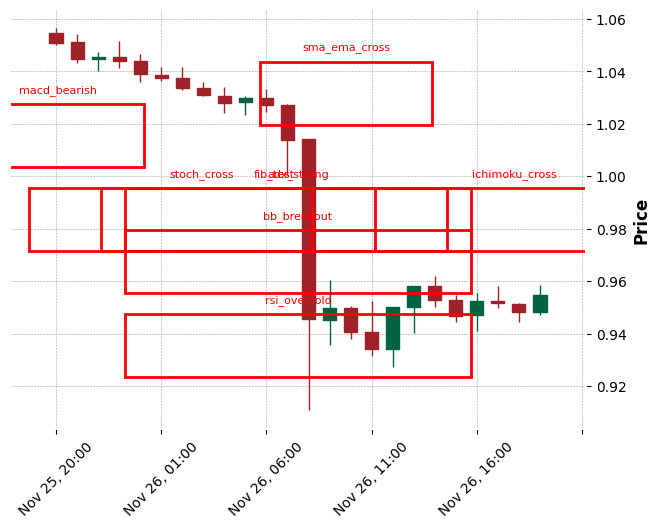 1.06
sma_ema_cross
1.04
macd_bearish
1.02
1.00
stoch_cross
ichimoku_cross
0.98
bb_breakout
Price
0.96
rsi_oversold
0.94
0.92
Nov 25, 20:00
Nov 26, 01:00
Nov 26, 06:00
Nov 26, 11:00
Nov 26, 16:00